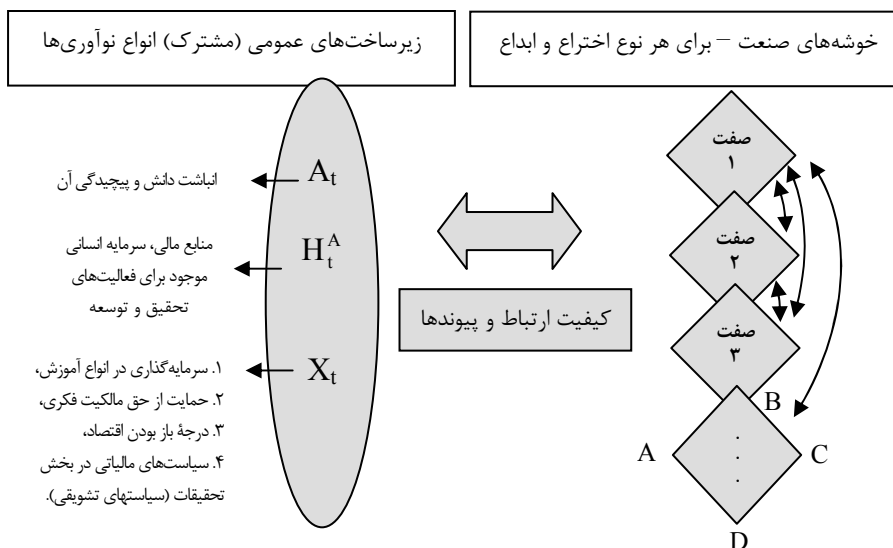 خوشه‌های صنعت – برای هر نوع اختراع و ابداع
زیرساخت‌های عمومی (مشترک) انواع نوآوری‌ها
صفت
۱
صفت
۲
صفت
۳
.
.
.
A
B
C
D
کیفیت ارتباط و پیوندها
A_t
انباشت دانش و پیچیدگی آن
H_t^A
منابع مالی، سرمایه انسانی
موجود برای فعالیت‌های
تحقیق و توسعه
X_t
۱. سرمایه‌گذاری در انواع آموزش،
۲. حمایت از حق مالکیت فکری،
۳. درجهٔ باز بودن اقتصاد،
۴. سیاست‌های مالیاتی در بخش
تحقیقات (سیاستهای تشویقی).